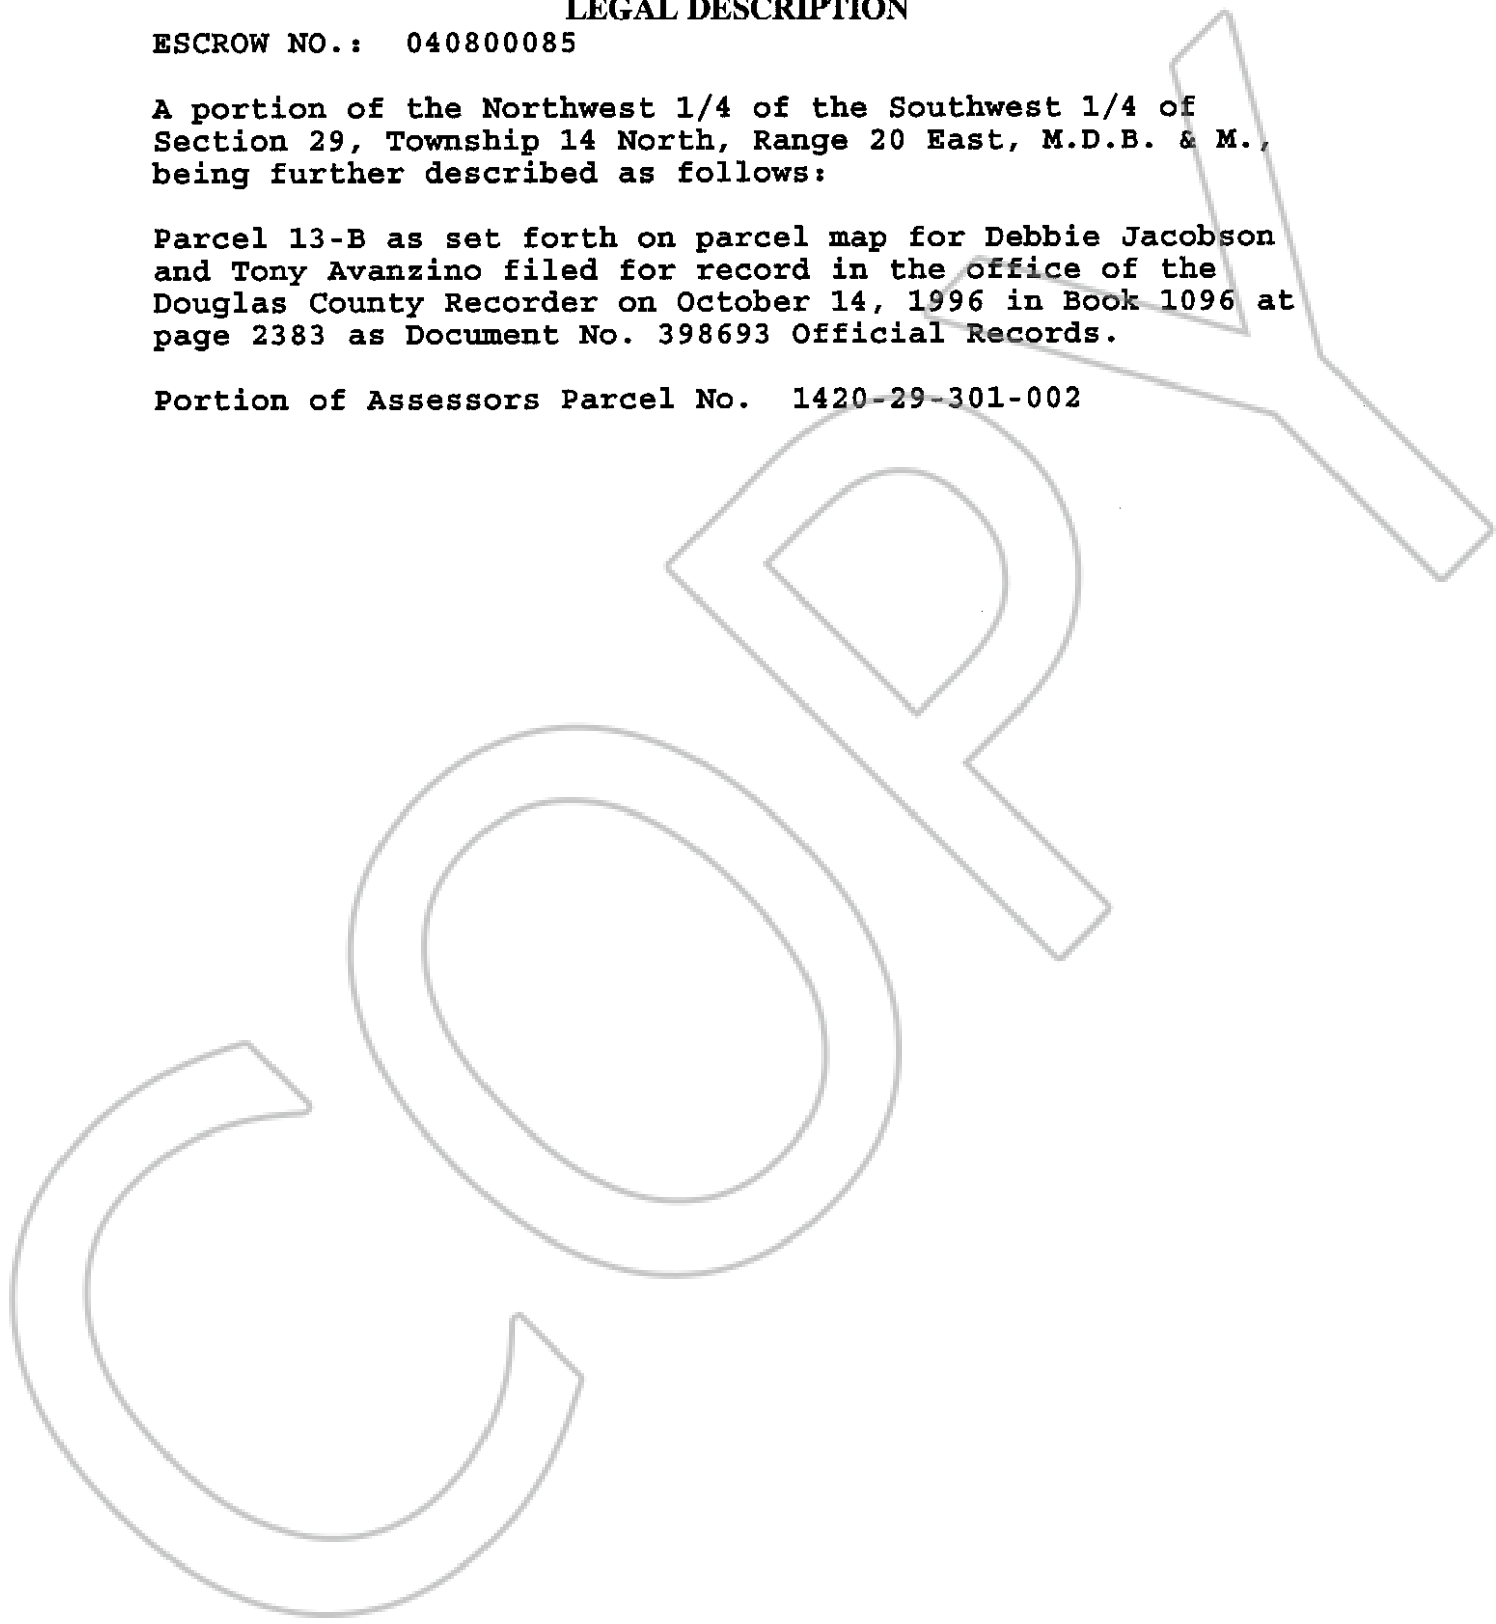 LEGAL DESCRIPTION
ESCROW NO.: 040800085
A portion of the Northwest 1/4 of the Southwest 1/4 of
Section 29, Township 14 North, Range 20 East, M.D.B. & M.,
being further described as follows:
Parcel 13-B as set forth on parcel map for Debbie Jacobson
and Tony Avanzino filed for record in the office of the
Douglas County Recorder on October 14, 1996 in Book 1096 at
page 2383 as Document No. 398693 Official Records.
Portion of Assessors Parcel No. 1420-29-301-002
COPY